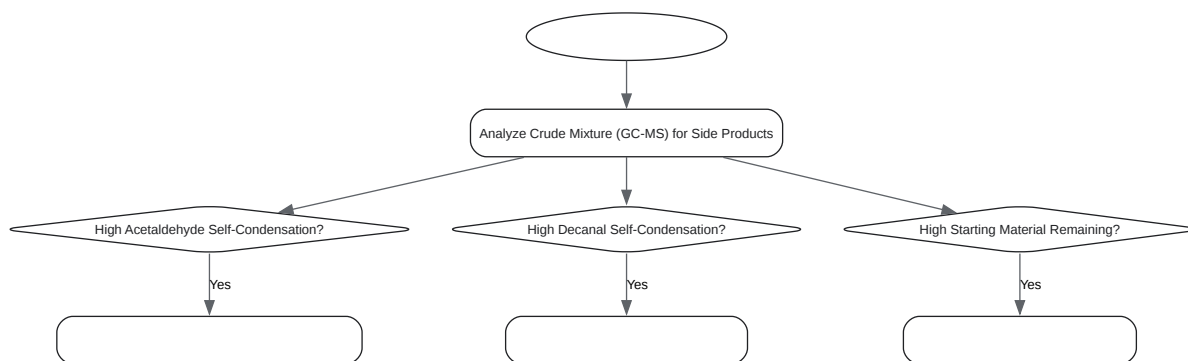 Analyze Crude Mixture (GC-MS) for Side Products
High Acetaldehyde Self-Condensation?
High Decanal Self-Condensation?
High Starting Material Remaining?
Yes
Yes
Yes